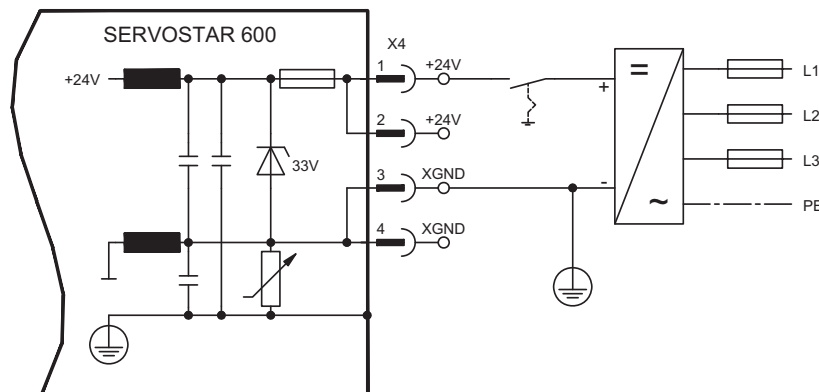 SERVOSTAR 600
X4
+24V
1
+24V
2
+24V
33V
3
XGND
4
XGND
+
-
=
~
L1
L2
L3
PE